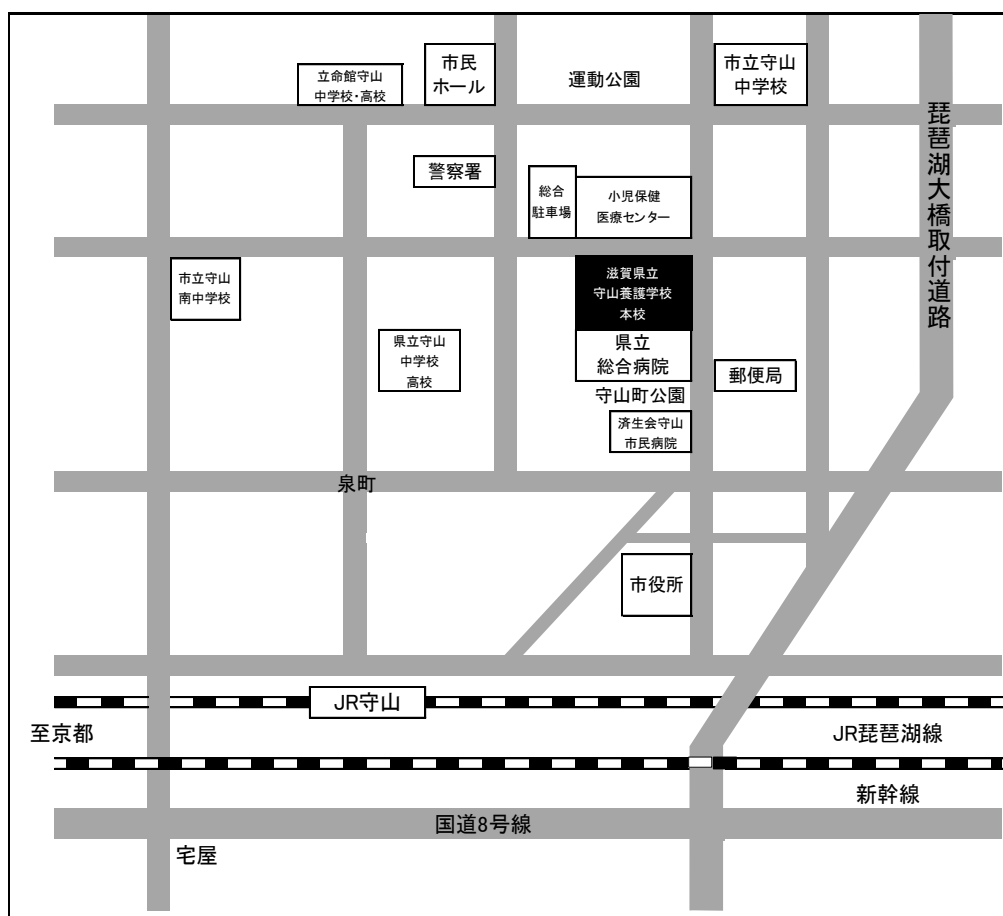 市民
ホール
立命館守山
中学校・高校
運動公園
市立守山
中学校
琵琶湖大橋取付道路
警察署
総合
駐車場
小児保健
医療センター
市立守山
南中学校
滋賀県立
守山養護学校
本校
県立守山
中学校
高校
県立
総合病院
郵便局
守山町公園
済生会守山
市民病院
泉町
市役所
JR守山
至京都
JR琵琶湖線
新幹線
国道8号線
宅屋